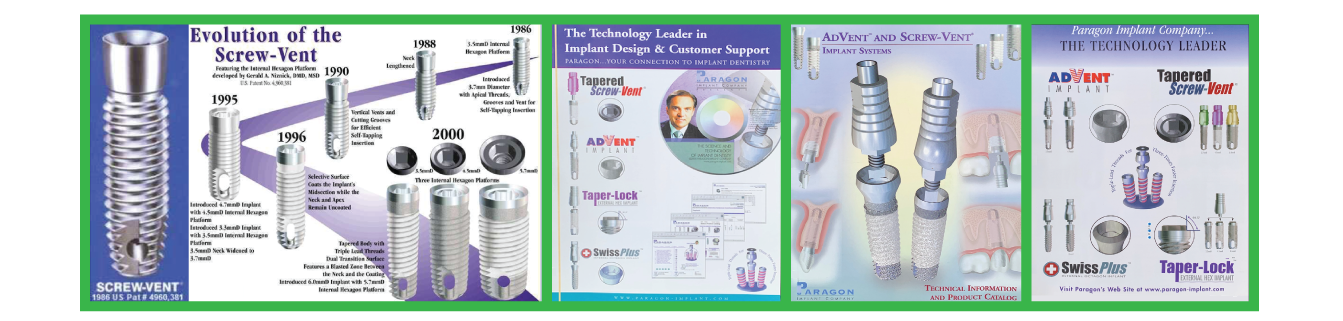 SCREW-VENT
1986 US Pat # 4960,381
Evolution of the
Screw-Vent
Featuring the Internal Hexagon Platform
developed by Gerald A. Niznick, DMD, MSD
U.S. Patent No. 4,960,381
1986
3.5mmD Internal
Hexagon Platform
Introduced
3.7mm Diameter
with Apical Threads,
Grooves and Vent for
Self-Tapping Insertion
1988
Neck
Lengthened
1990
Vertical Vents and
Cutting Grooves
for Efficient
Self-Tapping
Insertion
1995
Introduced 4.7mmD Implant
with 4.5mmD Internal Hexagon
Platform
Introduced 3.3mmD Implant
with 3.5mmD Internal Hexagon
Platform
3.5mmD Neck Widened to
3.7mmD
1996
Selective Surface
Coats the Implant's
Midsection while the
Neck and Apex
Remain Uncoated
2000
3.5mmD
4.5mmD
5.7mmD
Three Internal Hexagon Platforms
Tapered Body with
Triple Lead Threads
Dual Transition Surface
Features a Blasted Zone Between
the Neck and the Coating
Introduced 6.0mmD Implant with 5.7mmD
Internal Hexagon Platform
The Technology Leader in
Implant Design & Customer Support
PARAGON...YOUR CONNECTION TO IMPLANT DENTISTRY
Tapered
Screw-Vent
PARAGON
IMPLANT COMPANY
ADVENT
IMPLANT
Taper-Lock
EXTERNAL HEX IMPLANT
SwissPlus
WWW.PARAGON-IMPLANT.COM
ADVENT AND SCREW-VENT
IMPLANT SYSTEMS
PARAGON
IMPLANT COMPANY
TECHNICAL INFORMATION
AND PRODUCT CATALOG
Paragon Implant Company...
THE TECHNOLOGY LEADER
ADVENT
IMPLANT
Tapered
Screw-Vent
SwissPlus
Taper-Lock
EXTERNAL HEX IMPLANT
Visit Paragon's Web Site at www.paragon-implant.com